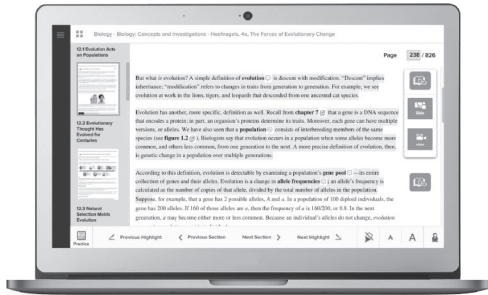 Biology - Biology: Concepts and Investigations - Hoefnagels, 4e, The Forces of Evolutionary Change
12.1 Evolution Acts
on Populations
12.2 Evolutionary
Thought Has
Evolved for
Centuries
12.3 Natural
Selection Molds
Evolution
Page 238 / 826
But what is evolution? A simple definition of evolution is descent with modification. "Descent" implies
inheritance; "modification" refers to changes in traits from generation to generation. For example, we see
evolution at work in the lions, tigers, and leopards that descended from one ancestral cat species.
Evolution has another, more specific, definition as well. Recall from chapter 7 that a gene is a DNA sequence
that encodes a protein; in part, an organism's proteins determine its traits. Moreover, each gene can have multiple
versions, or alleles. We have also seen that a population consists of interbreeding members of the same
species (see figure 1.2). Biologists say that evolution occurs in a population when some alleles become more
common, and others less common, from one generation to the next. A more precise definition of evolution, then,
is genetic change in a population over multiple generations.
According to this definition, evolution is detectable by examining a population's gene pool —its entire
collection of genes and their alleles. Evolution is a change in allele frequencies ; an allele's frequency is
calculated as the number of copies of that allele, divided by the total number of alleles in the population.
Suppose, for example, that a gene has 2 possible alleles, A and a. In a population of 100 diploid individuals, the
gene has 200 alleles. If 160 of those alleles are a, then the frequency of a is 160/200, or 0.8. In the next
generation, a may become either more or less common. Because an individual's alleles do not change, evolution
Practice
Previous Highlight
Previous Section
Next Section
Next Highlight
A
A